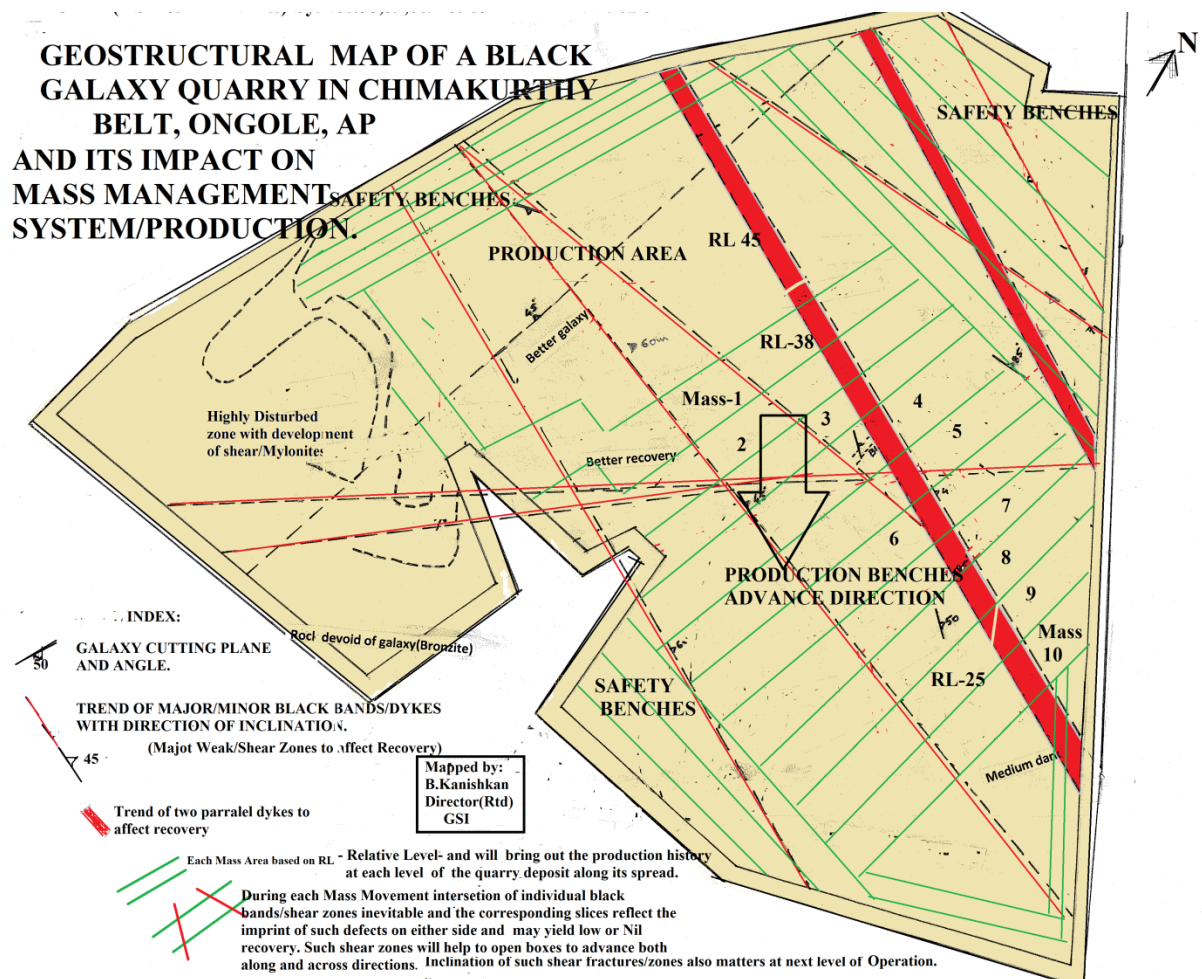 GEOSTRUCTURAL MAP OF A BLACK
GALAXY QUARRY IN CHIMAKURTHY
BELT, ONGOLE, AP
AND ITS IMPACT ON
MASS MANAGEMENT
SYSTEM/PRODUCTION.
N
SAFETY BENCHES
SAFETY BENCHES
PRODUCTION AREA
RL 45
45
Better galaxy
60m
RL-38
85
Mass-1
Highly Disturbed
zone with development
of shear/Mylonites
2
3
4
5
Better recovery
6
7
8
9
PRODUCTION BENCHES
ADVANCE DIRECTION
50
Mass
10
RL-25
Rock devoid of galaxy(Bronzite)
SAFETY
BENCHES
Medium dark
INDEX:
50
GALAXY CUTTING PLANE
AND ANGLE.
TREND OF MAJOR/MINOR BLACK BANDS/DYKES
WITH DIRECTION OF INCLINATION.
(Majot Weak/Shear Zones to Affect Recovery)
45
Mapped by:
B.Kanishkan
Director(Rtd)
GSI
Trend of two parralel dykes to
affect recovery
Each Mass Area based on RL - Relative Level- and will bring out the production history
at each level of the quarry deposit along its spread.
During each Mass Movement intersetion of individual black
bands/shear zones inevitable and the corresponding slices reflect the
imprint of such defects on either side and may yield low or Nil
recovery. Such shear zones will help to open boxes to advance both
along and across directions. Inclination of such shear fractures/zones also matters at next level of Operation.